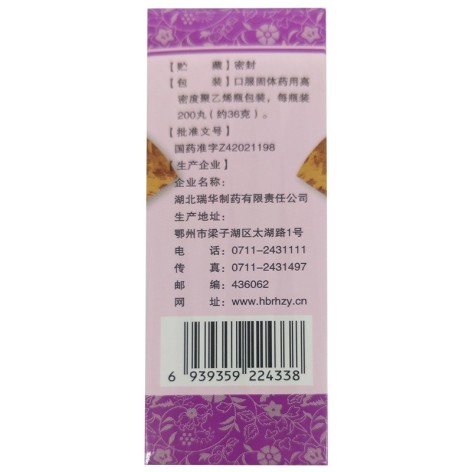 【贮 藏】密封
【包 装】口服固体药用高
密度聚乙烯瓶包装，每瓶装
200丸（约36克）。
【批准文号】
国药准字Z42021198
【生产企业】
企业名称：
湖北瑞华制药有限责任公司
生产地址：
鄂州市梁子湖区太湖路1号
电 话：0711-2431111
传 真：0711-2431497
邮 编：436062
网 址：www.hbrhzy.cn
6 939359 224338